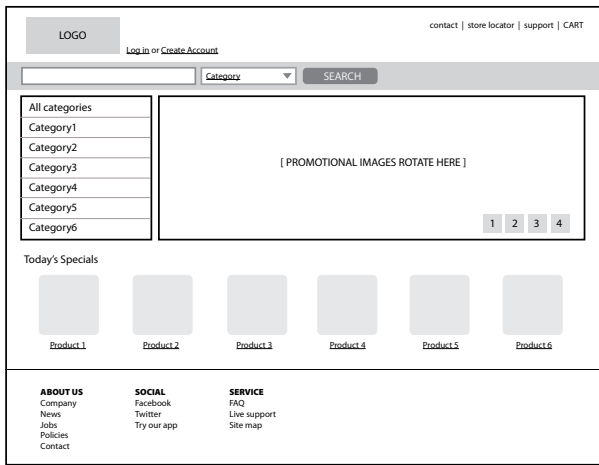 LOGO
contact | store locator | support | CART
Log in or Create Account
Category
SEARCH
All categories
Category1
Category2
Category3
Category4
Category5
Category6
[ PROMOTIONAL IMAGES ROTATE HERE ]
1 2 3 4
Today's Specials
Product 1 Product 2 Product 3 Product 4 Product 5 Product 6
ABOUT US
Company
News
Jobs
Policies
Contact
SOCIAL
Facebook
Twitter
Try our app
SERVICE
FAQ
Live support
Site map